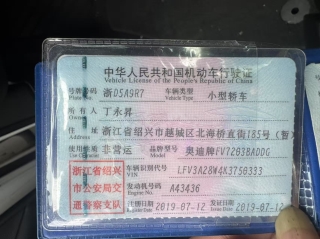 中华人民共和国机动车行驶证
Vehicle License of the People's Republic of China
号牌号码 浙DSA9R7 车辆类型 小型轿车
Plate No. Vehicle Type
所有人 丁永昇
住址 浙江省绍兴市越城区北海桥直街185号(智
使用性质 非营运 品牌型号 奥迪牌FV7203BADDG
浙江省绍兴
市公安局交
通警察支队
车辆识别代号 LFV3A28W4K3750333
VIN
发动机号码 A43436
Engine No.
注册日期 2019-07-12 发证日期 2019-07-12